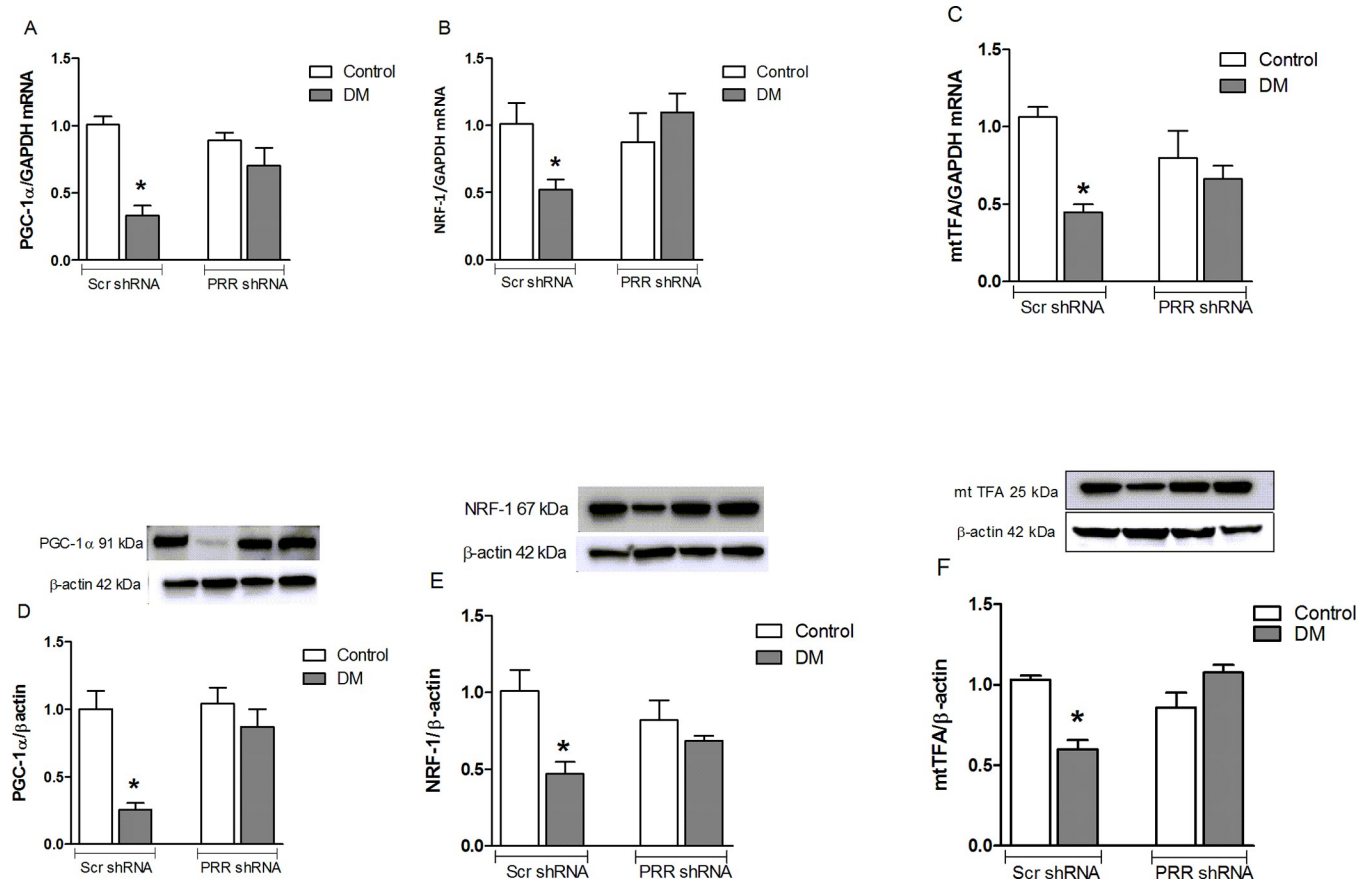 A
PGC-1α/GAPDH mRNA
1.5
1.0
0.5
0.0
*
Scr shRNA
PRR shRNA
Control
DM
B
NRF-1/GAPDH mRNA
1.5
1.0
0.5
0.0
*
Scr shRNA
PRR shRNA
Control
DM
C
mtTFA/GAPDH mRNA
1.5
1.0
0.5
0.0
*
Scr shRNA
PRR shRNA
Control
DM
PGC-1α 91 kDa
β-actin 42 kDa
D
PGC-1α/βactin
1.5
1.0
0.5
0.0
*
Scr shRNA
PRR shRNA
Control
DM
NRF-1 67 kDa
β-actin 42 kDa
E
NRF-1/β-actin
1.5
1.0
0.5
0.0
*
Scr shRNA
PRR shRNA
Control
DM
mt TFA 25 kDa
β-actin 42 kDa
F
mtTFA/β-actin
1.5
1.0
0.5
0.0
*
Scr shRNA
PRR shRNA
Control
DM